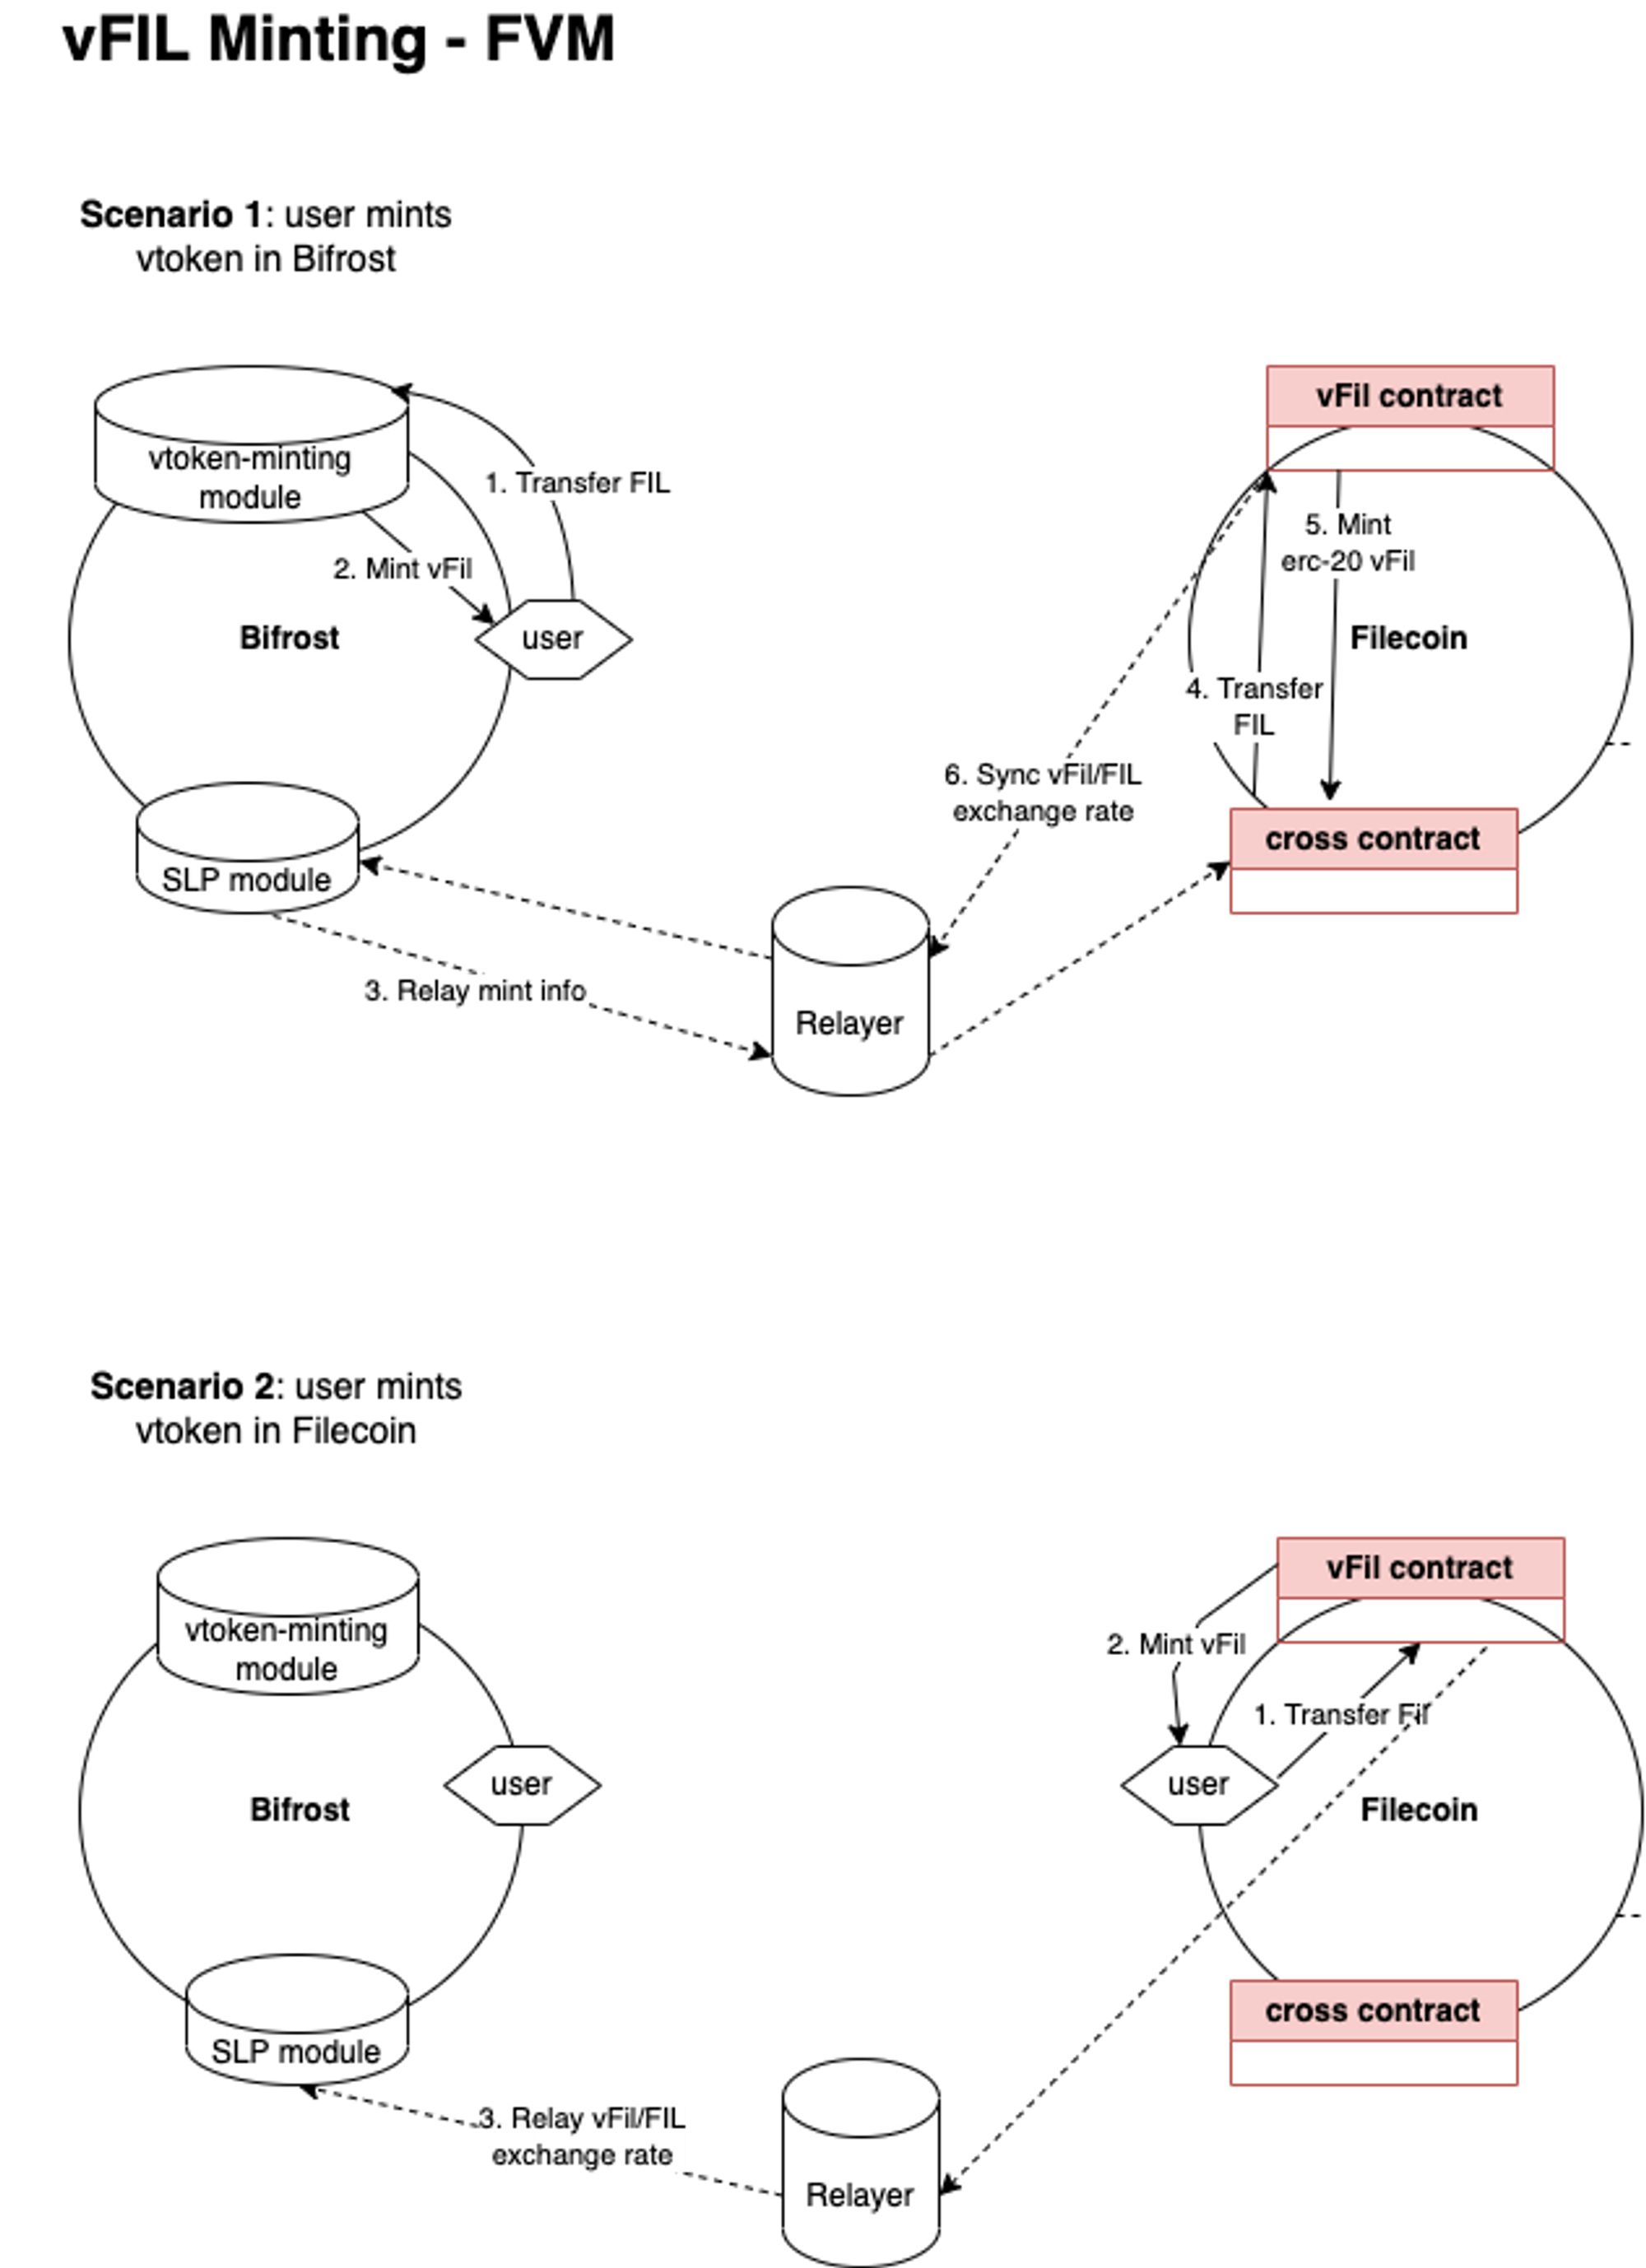 vFIL Minting - FVM
Scenario 1: user mints
vtoken in Bifrost
vtoken-minting
module
1. Transfer FIL
2. Mint vFil
Bifrost
user
SLP module
3. Relay mint info
Relayer
6. Sync vFil/FIL
exchange rate
vFil contract
5. Mint
erc-20 vFil
Filecoin
4. Transfer
FIL
cross contract
Scenario 2: user mints
vtoken in Filecoin
vtoken-minting
module
user
Bifrost
SLP module
3. Relay vFil/FIL
exchange rate
Relayer
vFil contract
2. Mint vFil
1. Transfer Fil
user
Filecoin
cross contract